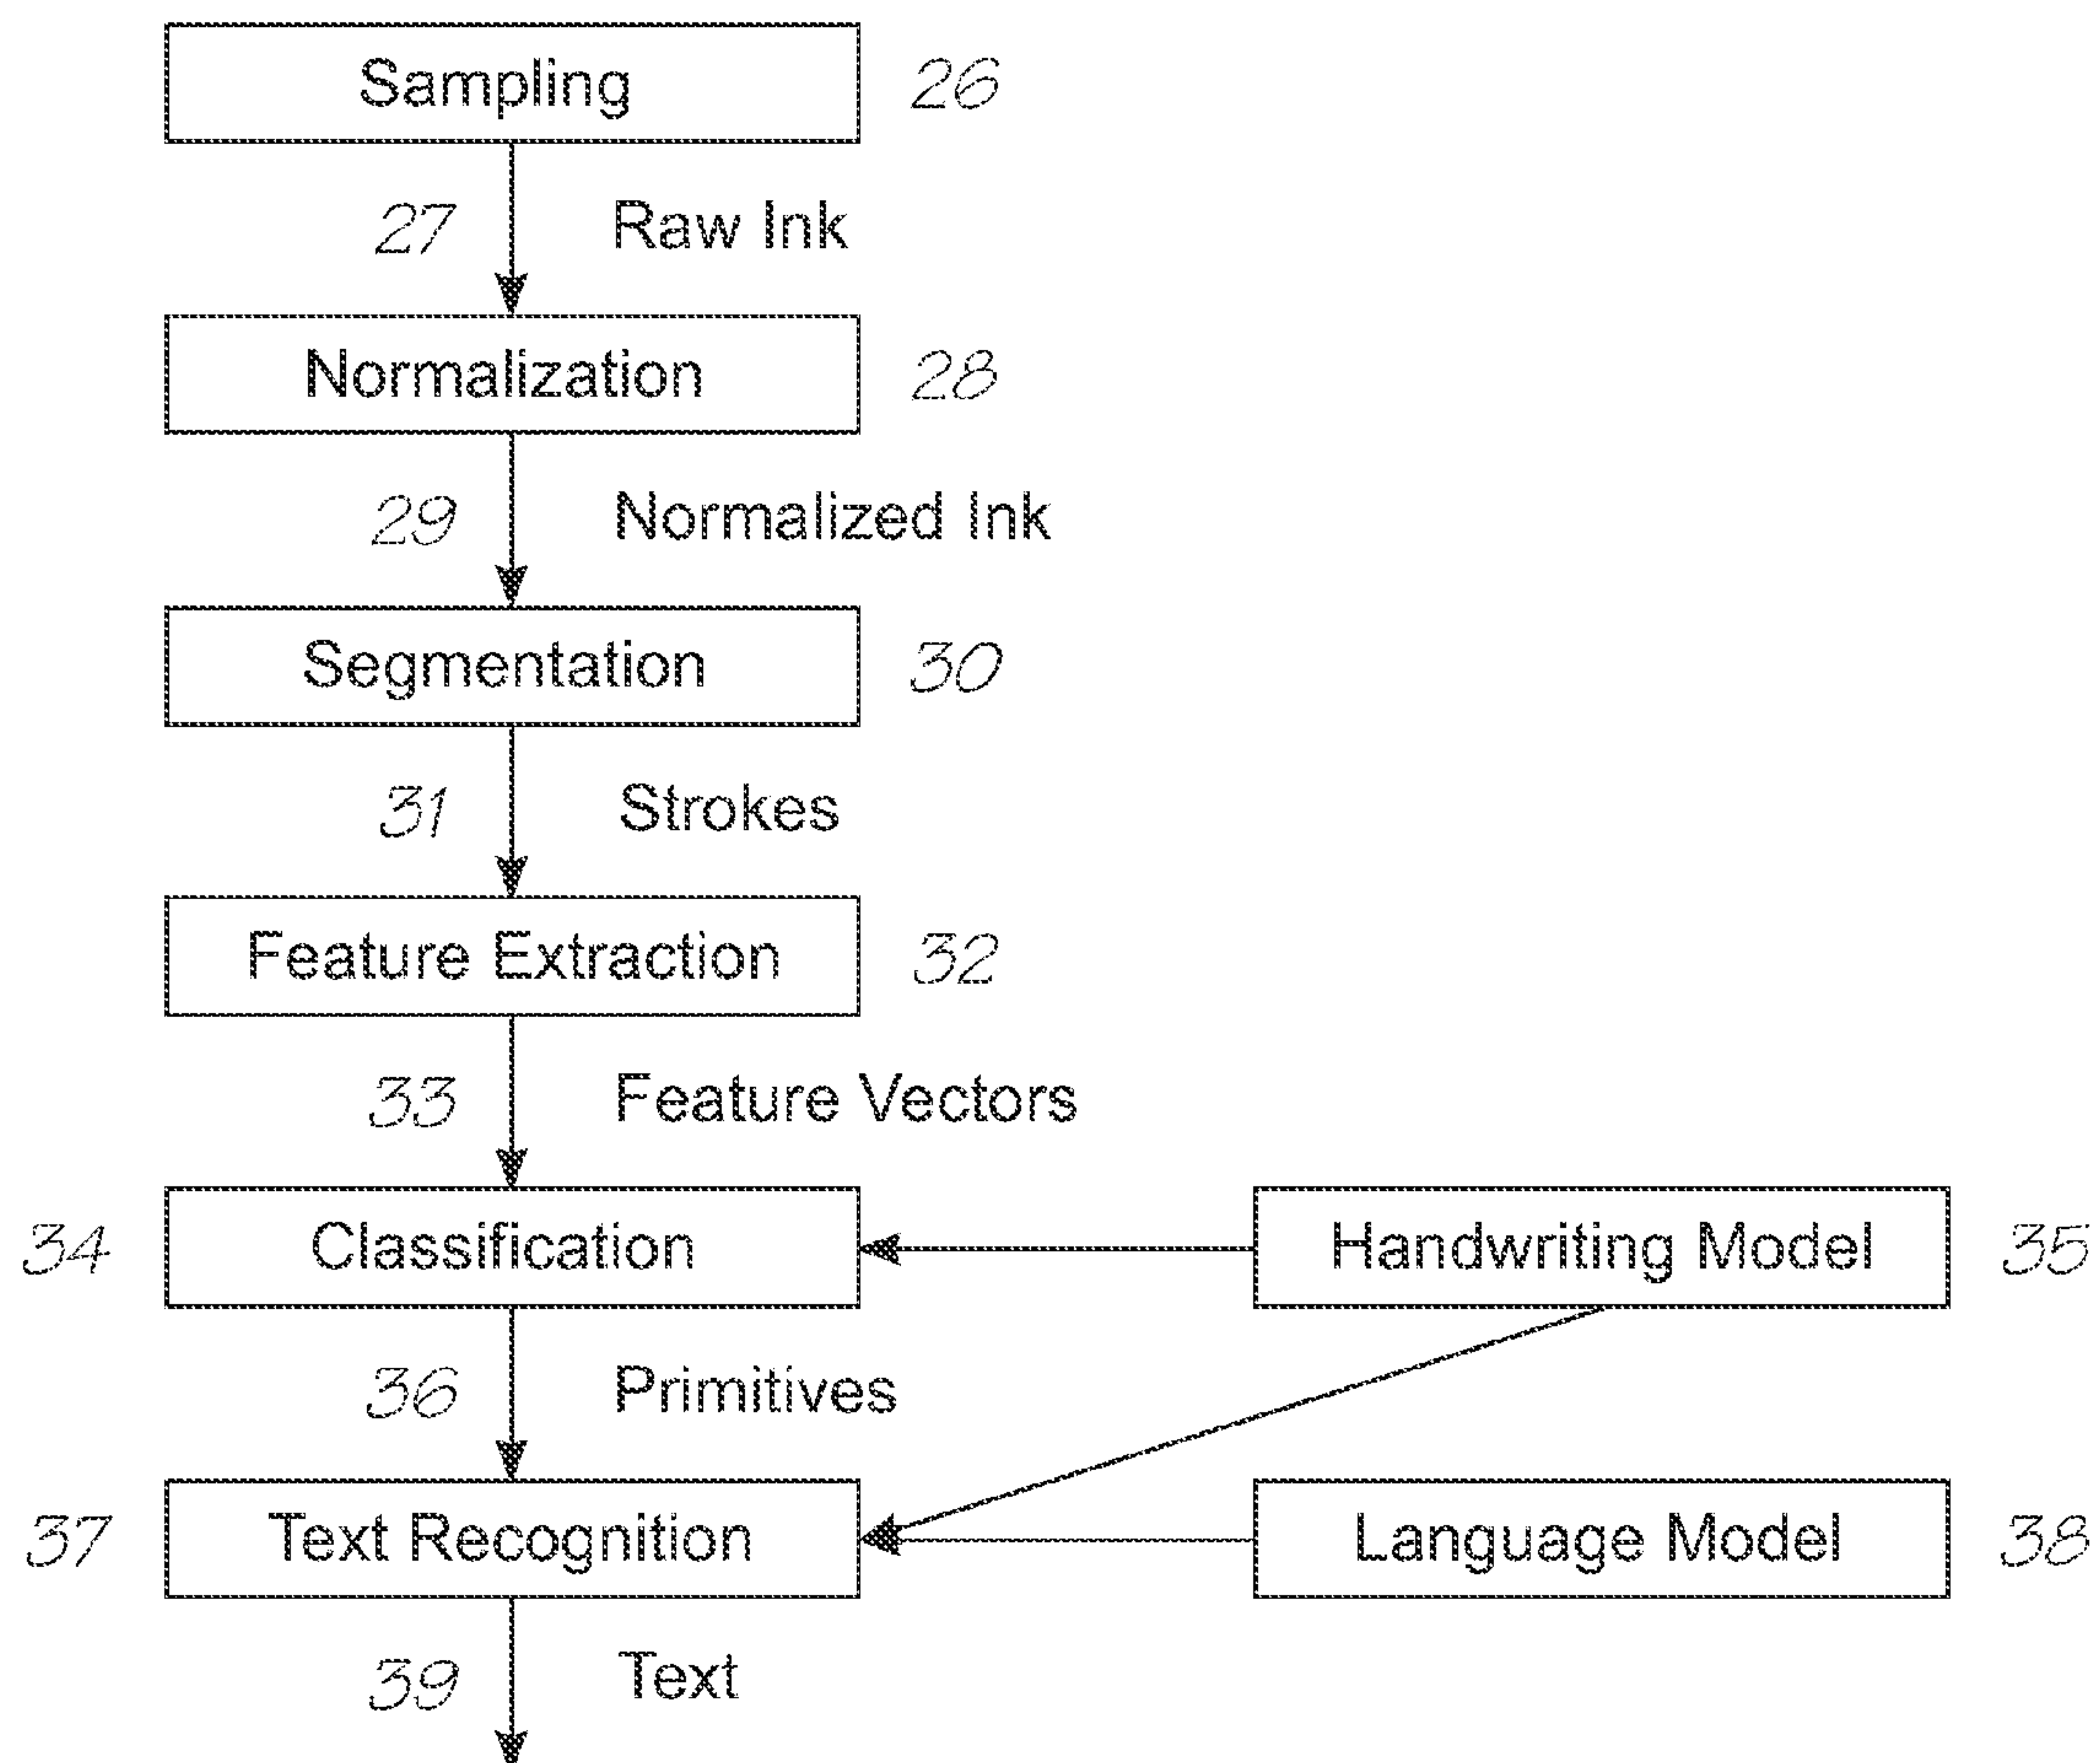 Sampling 26
27 Raw Ink
Normalization 28
29 Normalized Ink
Segmentation 30
31 Strokes
Feature Extraction 32
33 Feature Vectors
34 Classification Handwriting Model 35
36 Primitives
37 Text Recognition Language Model 38
39 Text